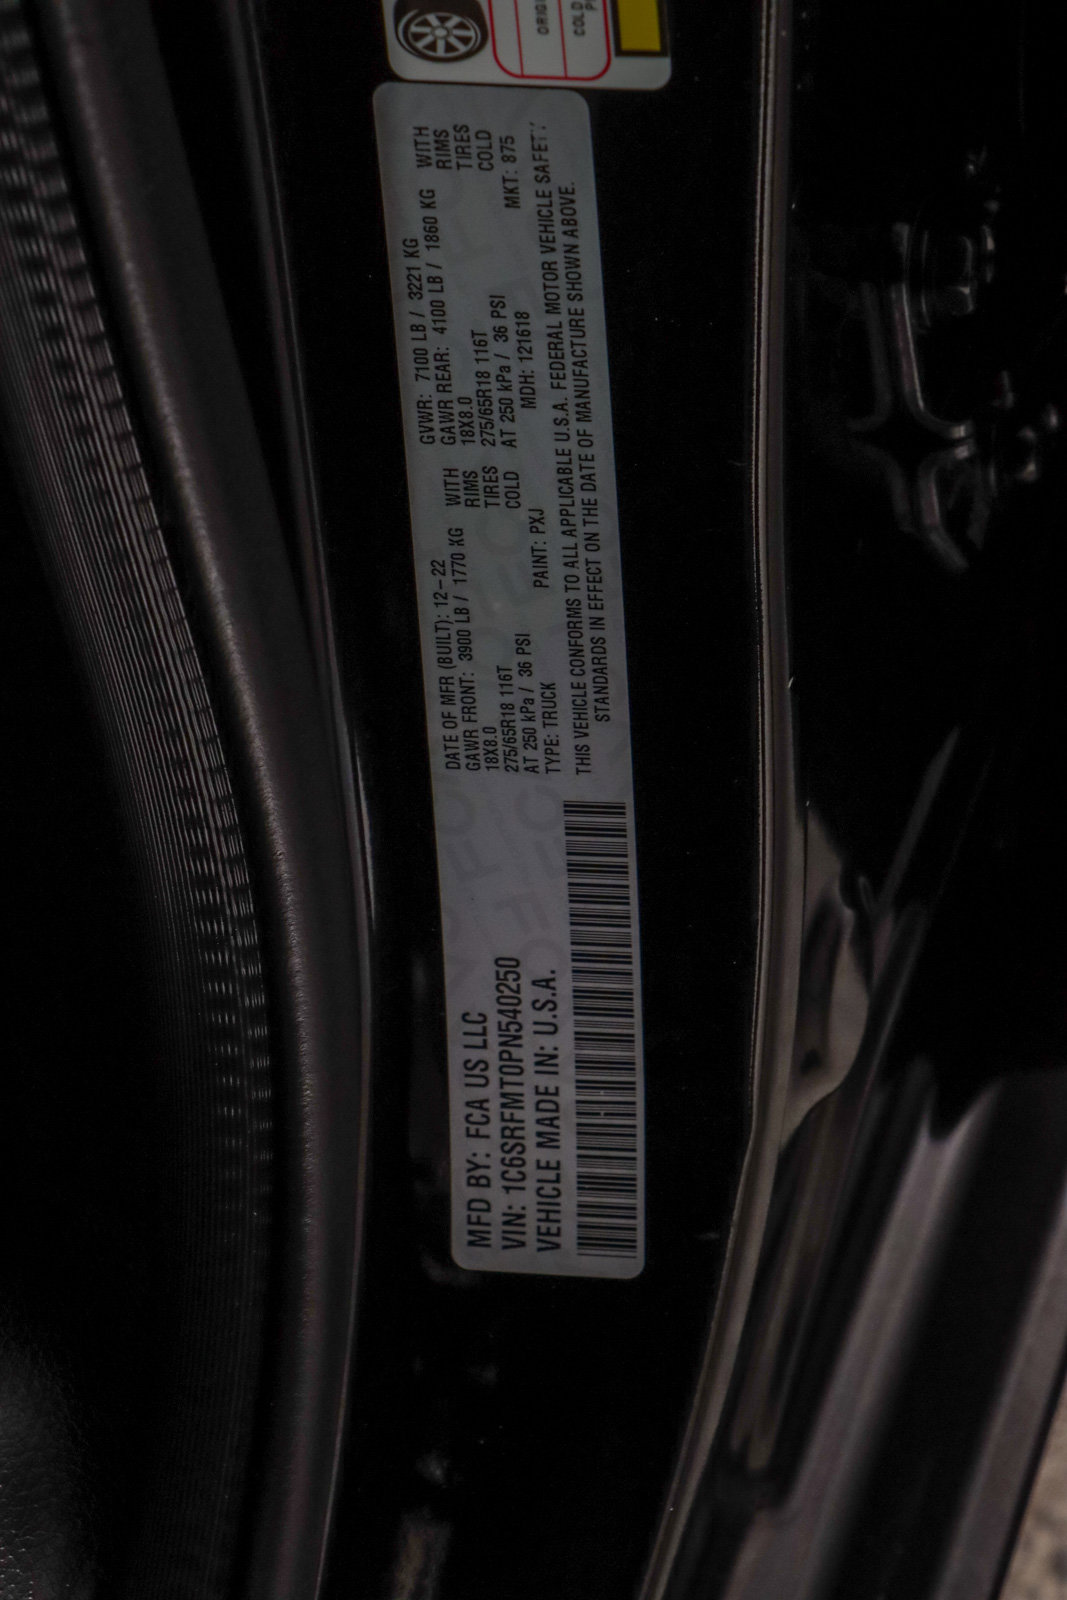 MFD BY: FCA US LLC
VIN: 1C6SRFMT0PN540250
VEHICLE MADE IN: U.S.A.
DATE OF MFR (BUILT): 12-22
GVWR: 7100 LB / 3221 KG
GAWR FRONT: 3900 LB / 1770 KG WITH
GAWR REAR: 4100 LB / 1860 KG WITH
18X8.0 RIMS
18X8.0 RIMS
275/65R18 116T TIRES
275/65R18 116T TIRES
AT 250 kPa / 36 PSI COLD
AT 250 kPa / 36 PSI COLD
TYPE: TRUCK PAINT: PXJ MDH: 121618 MKT: 875
THIS VEHICLE CONFORMS TO ALL APPLICABLE U.S.A. FEDERAL MOTOR VEHICLE SAFETY
STANDARDS IN EFFECT ON THE DATE OF MANUFACTURE SHOWN ABOVE.
COLD